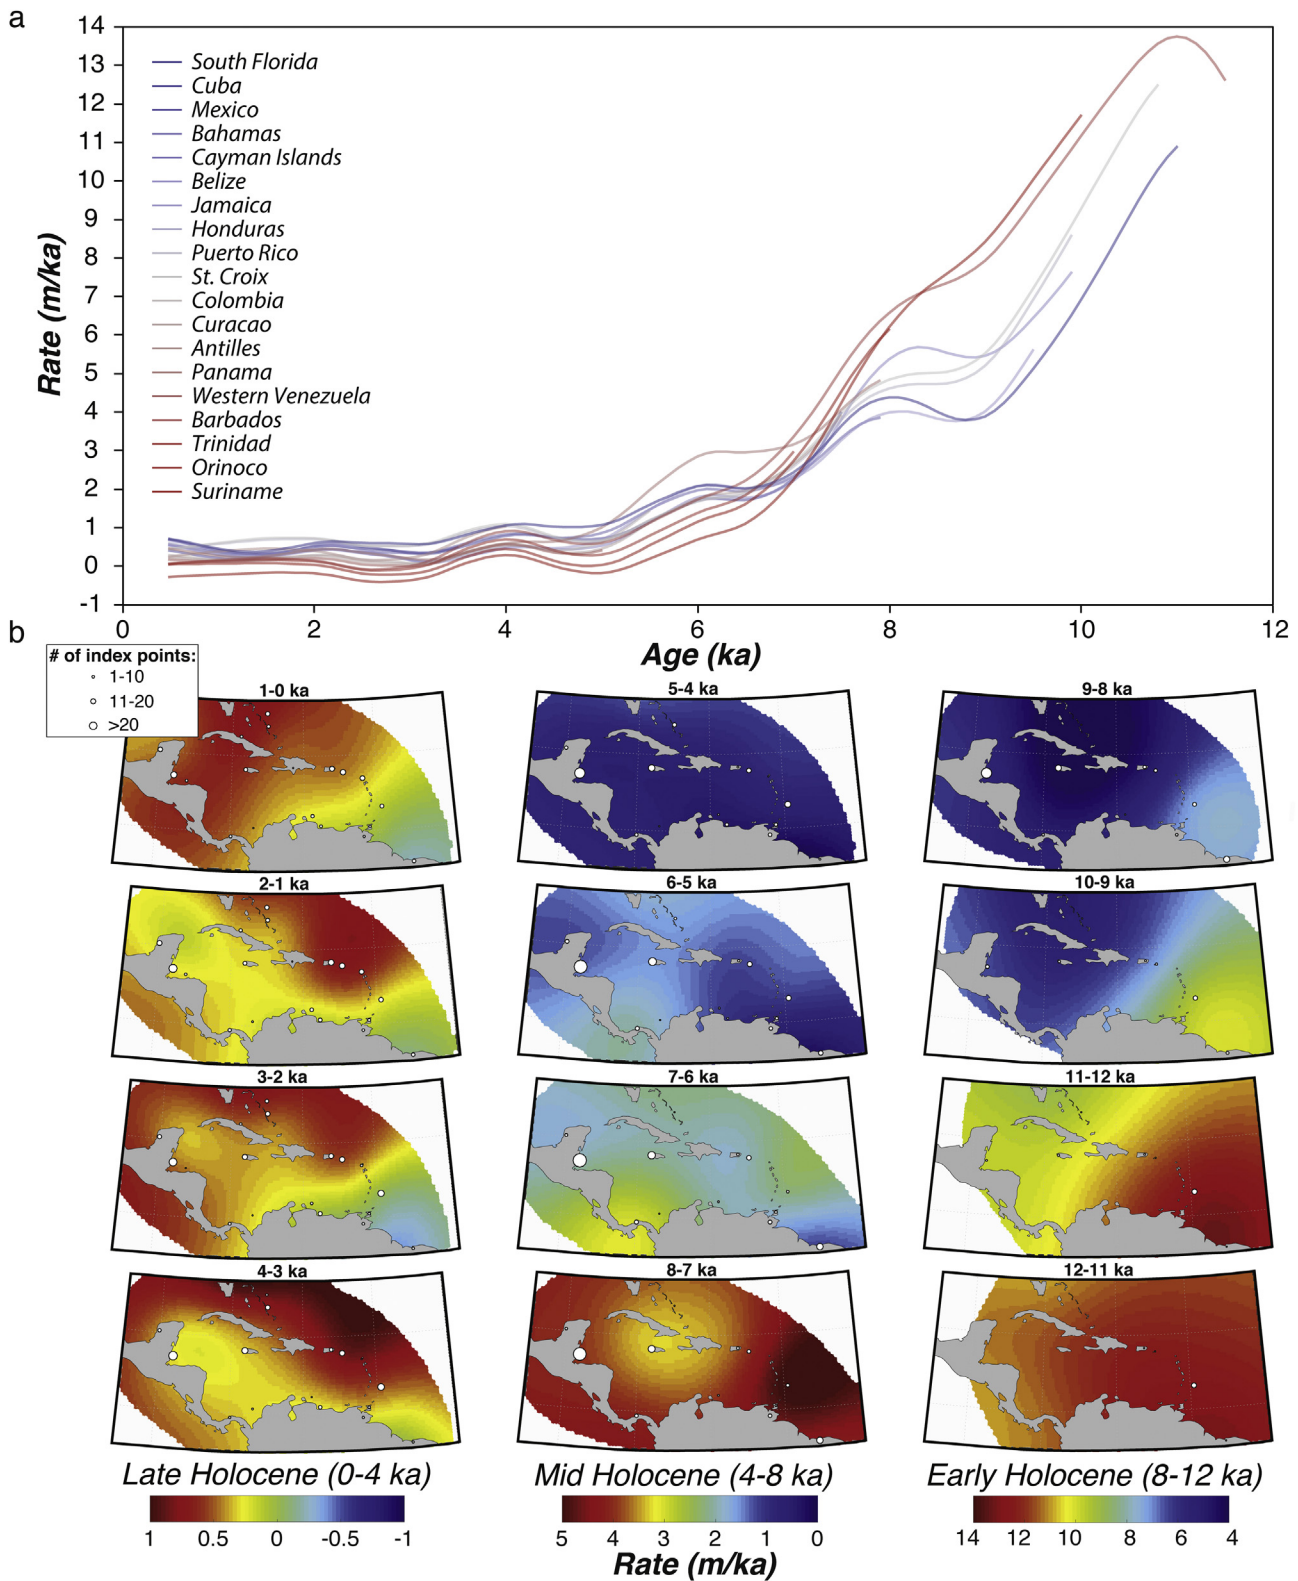 a
14
13
12
11
10
9
8
7
6
5
4
3
2
1
0
-1
Rate (m/ka)
South Florida
Cuba
Mexico
Bahamas
Cayman Islands
Belize
Jamaica
Honduras
Puerto Rico
St. Croix
Colombia
Curacao
Antilles
Panama
Western Venezuela
Barbados
Trinidad
Orinoco
Suriname
0 2 4 6 8 10 12
Age (ka)
b
# of index points:
1-10
11-20
>20
1-0 ka 5-4 ka 9-8 ka
2-1 ka 6-5 ka 10-9 ka
3-2 ka 7-6 ka 11-12 ka
4-3 ka 8-7 ka 12-11 ka
Late Holocene (0-4 ka) Mid Holocene (4-8 ka) Early Holocene (8-12 ka)
1 0.5 0 -0.5 -1 5 4 3 2 1 0 14 12 10 8 6 4
Rate (m/ka)